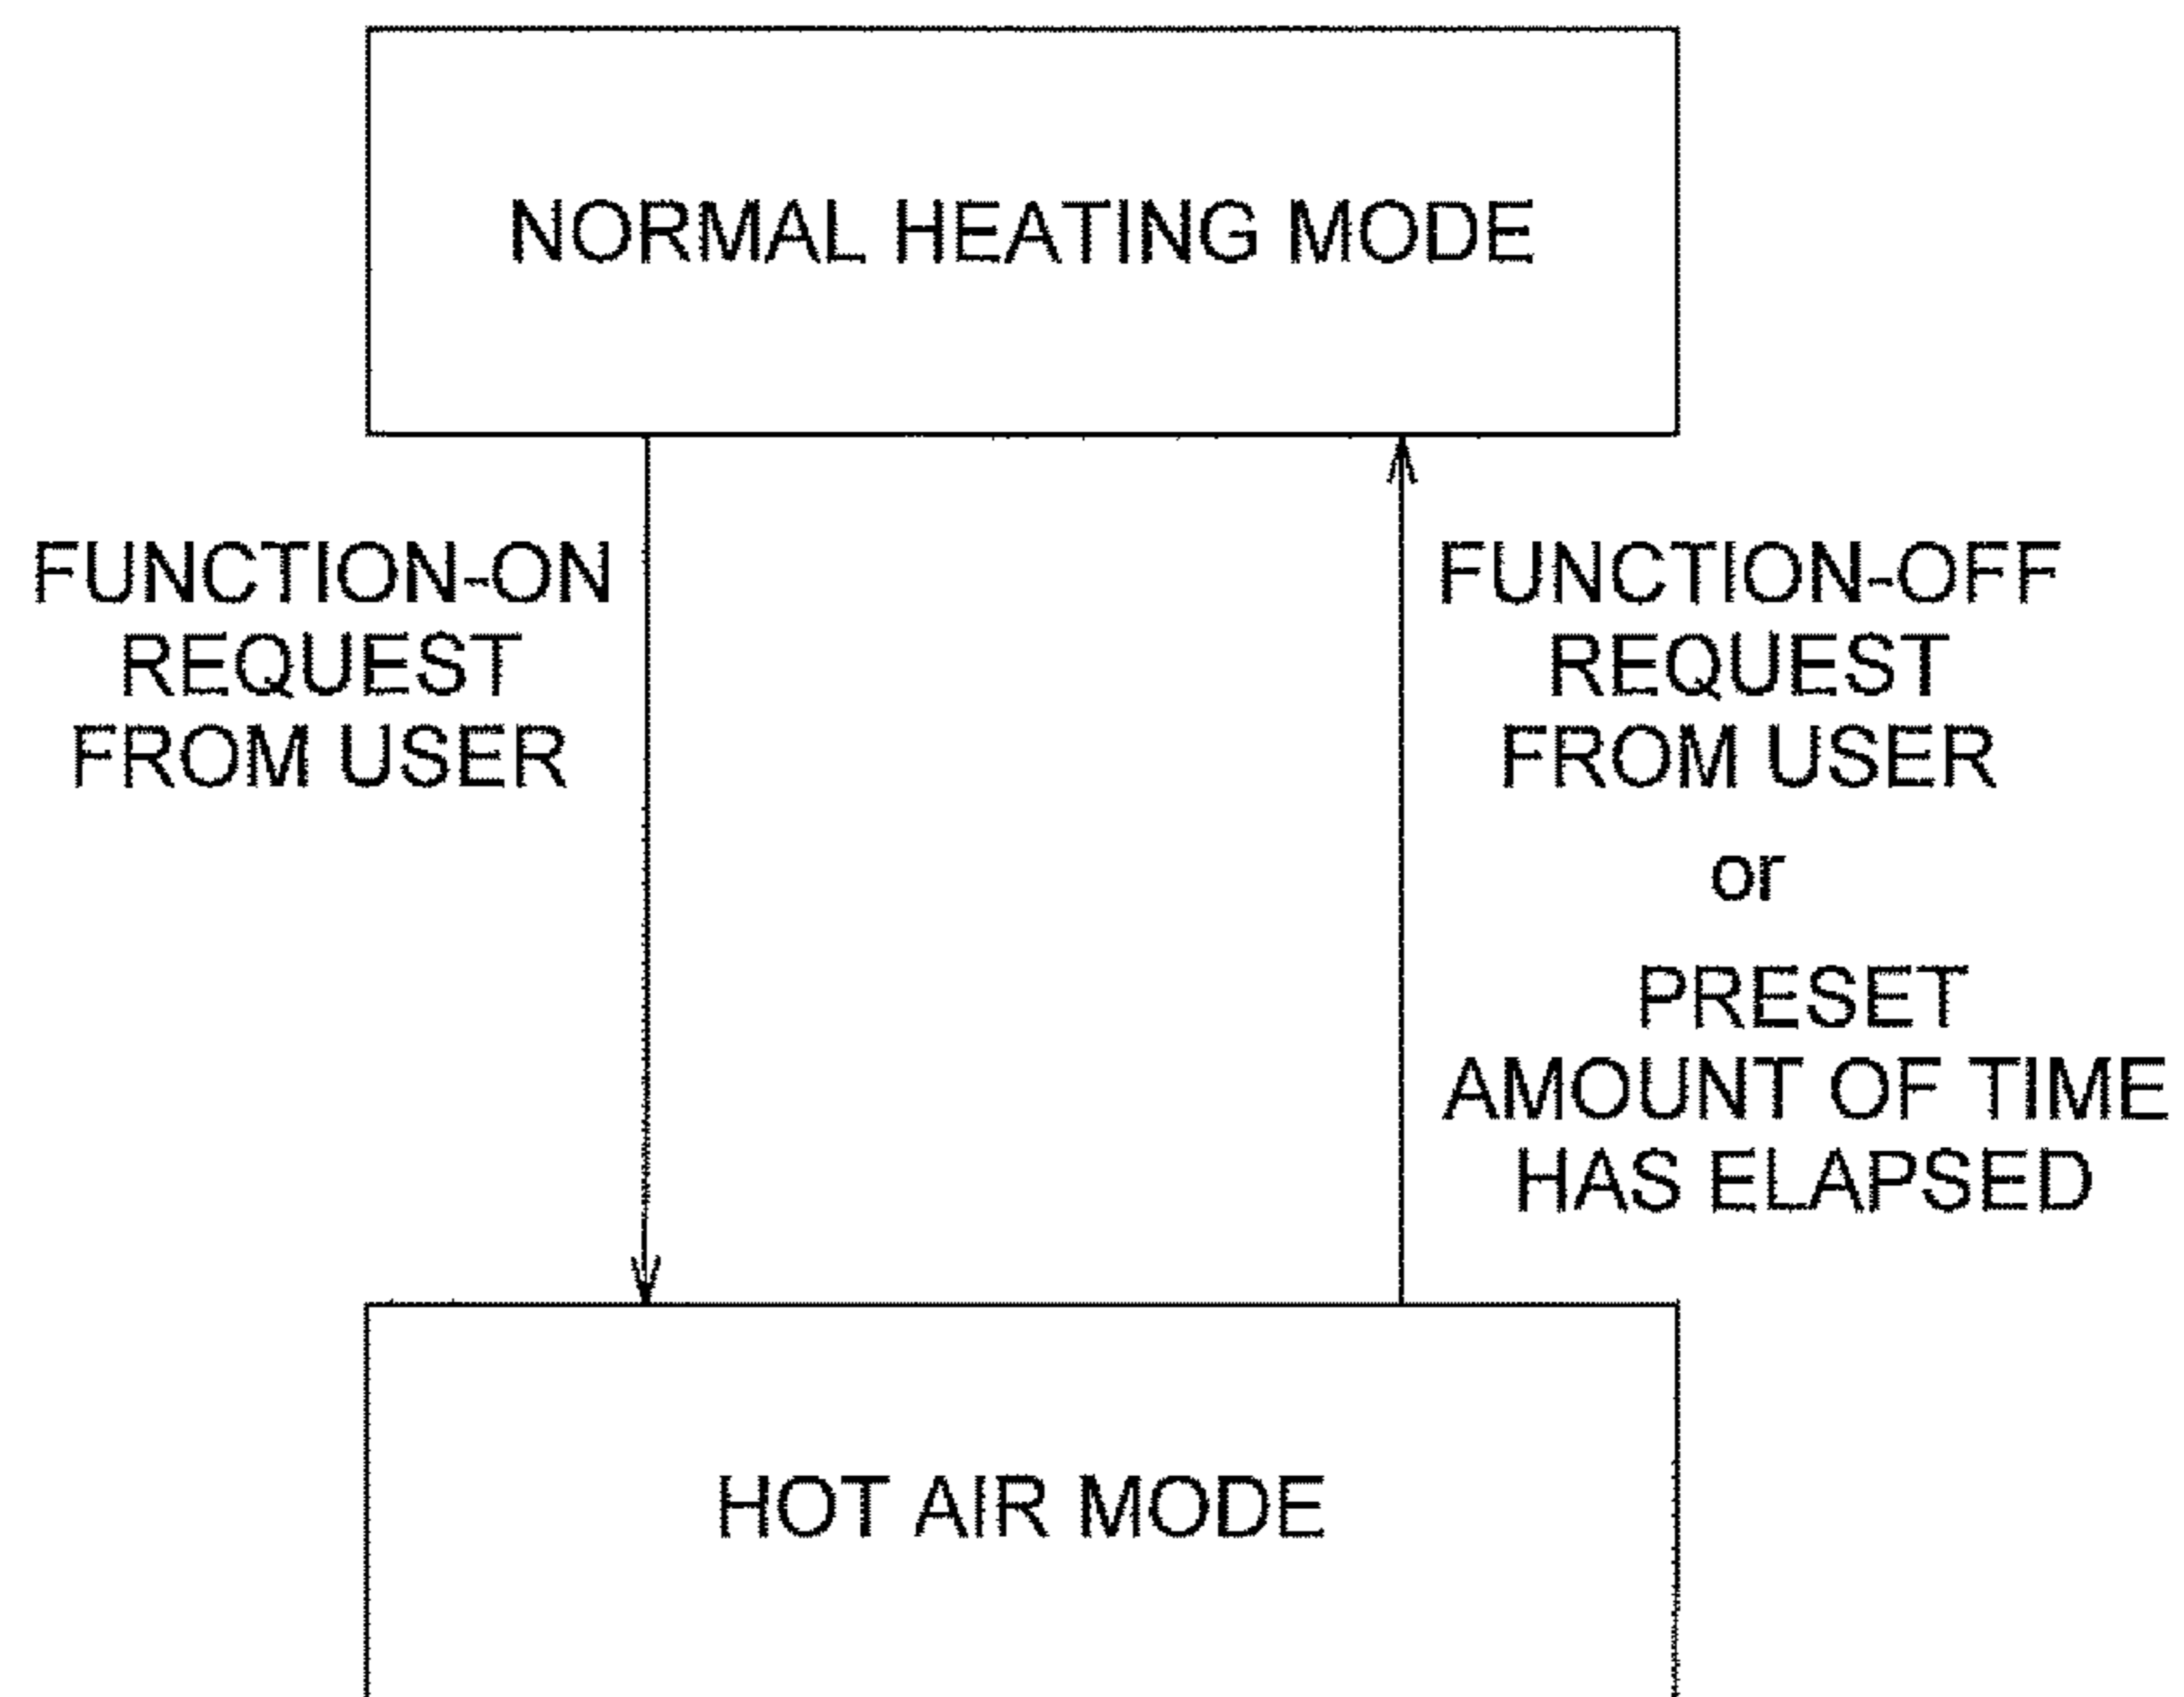 NORMAL HEATING MODE
FUNCTION-ON
REQUEST
FROM USER
FUNCTION-OFF
REQUEST
FROM USER
or
PRESET
AMOUNT OF TIME
HAS ELAPSED
HOT AIR MODE